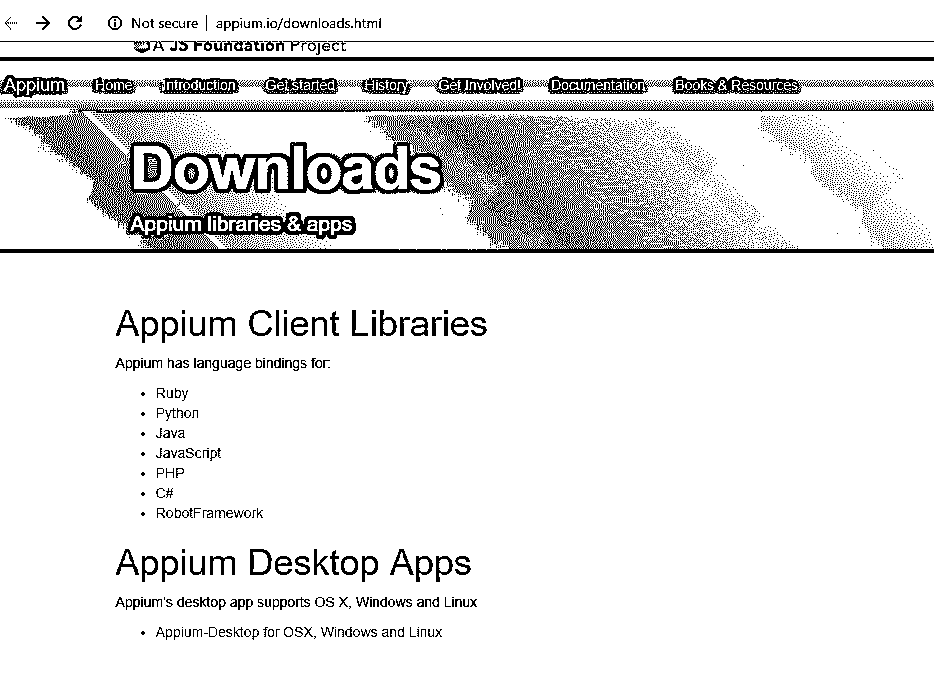 Not secure | appium.io/downloads.html
A JS Foundation Project
Appium Home Introduction Get started History Get Involved! Documentation Books & Resources
Downloads
Appium libraries & apps
Appium Client Libraries
Appium has language bindings for:
• Ruby
• Python
• Java
• JavaScript
• PHP
• C#
• RobotFramework
Appium Desktop Apps
Appium's desktop app supports OS X, Windows and Linux
• Appium-Desktop for OSX, Windows and Linux